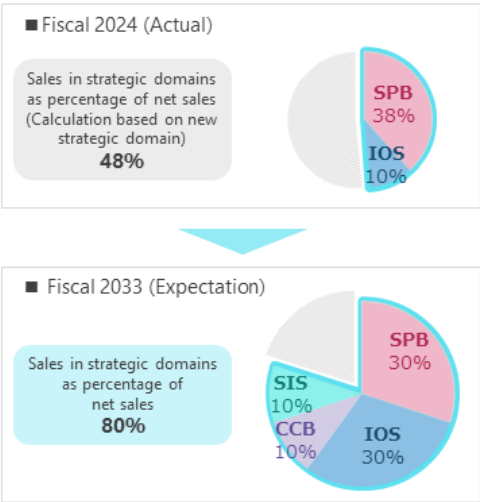 ■ Fiscal 2024 (Actual)
Sales in strategic domains
as percentage of net sales
(Calculation based on new
strategic domain)
48%
SPB
38%
IOS
10%
■ Fiscal 2033 (Expectation)
Sales in strategic domains
as percentage of
net sales
80%
SPB
30%
SIS
10%
CCB
10%
IOS
30%